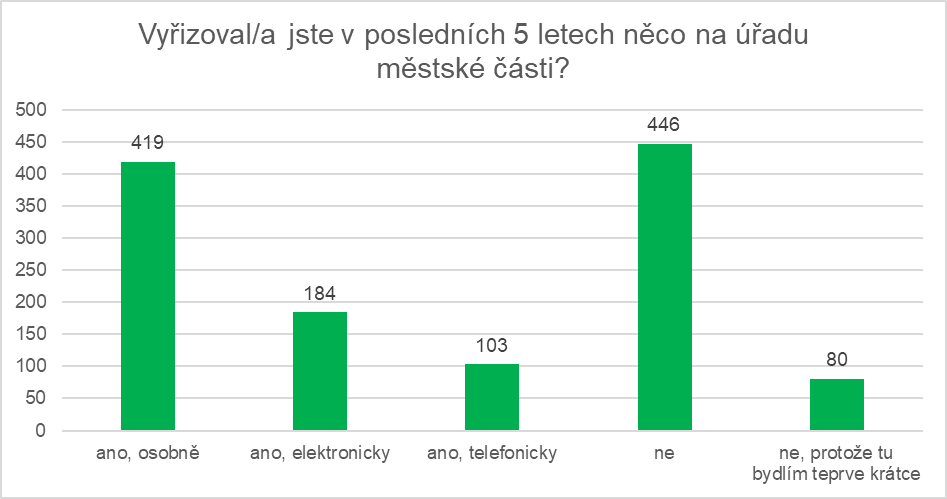 Vyřizoval/a jste v posledních 5 letech něco na úřadu
městské části?
500
450
400
350
300
250
200
150
100
50
0
419
184
103
446
80
ano, osobně
ano, elektronicky
ano, telefonicky
ne
ne, protože tu
bydlím teprve krátce